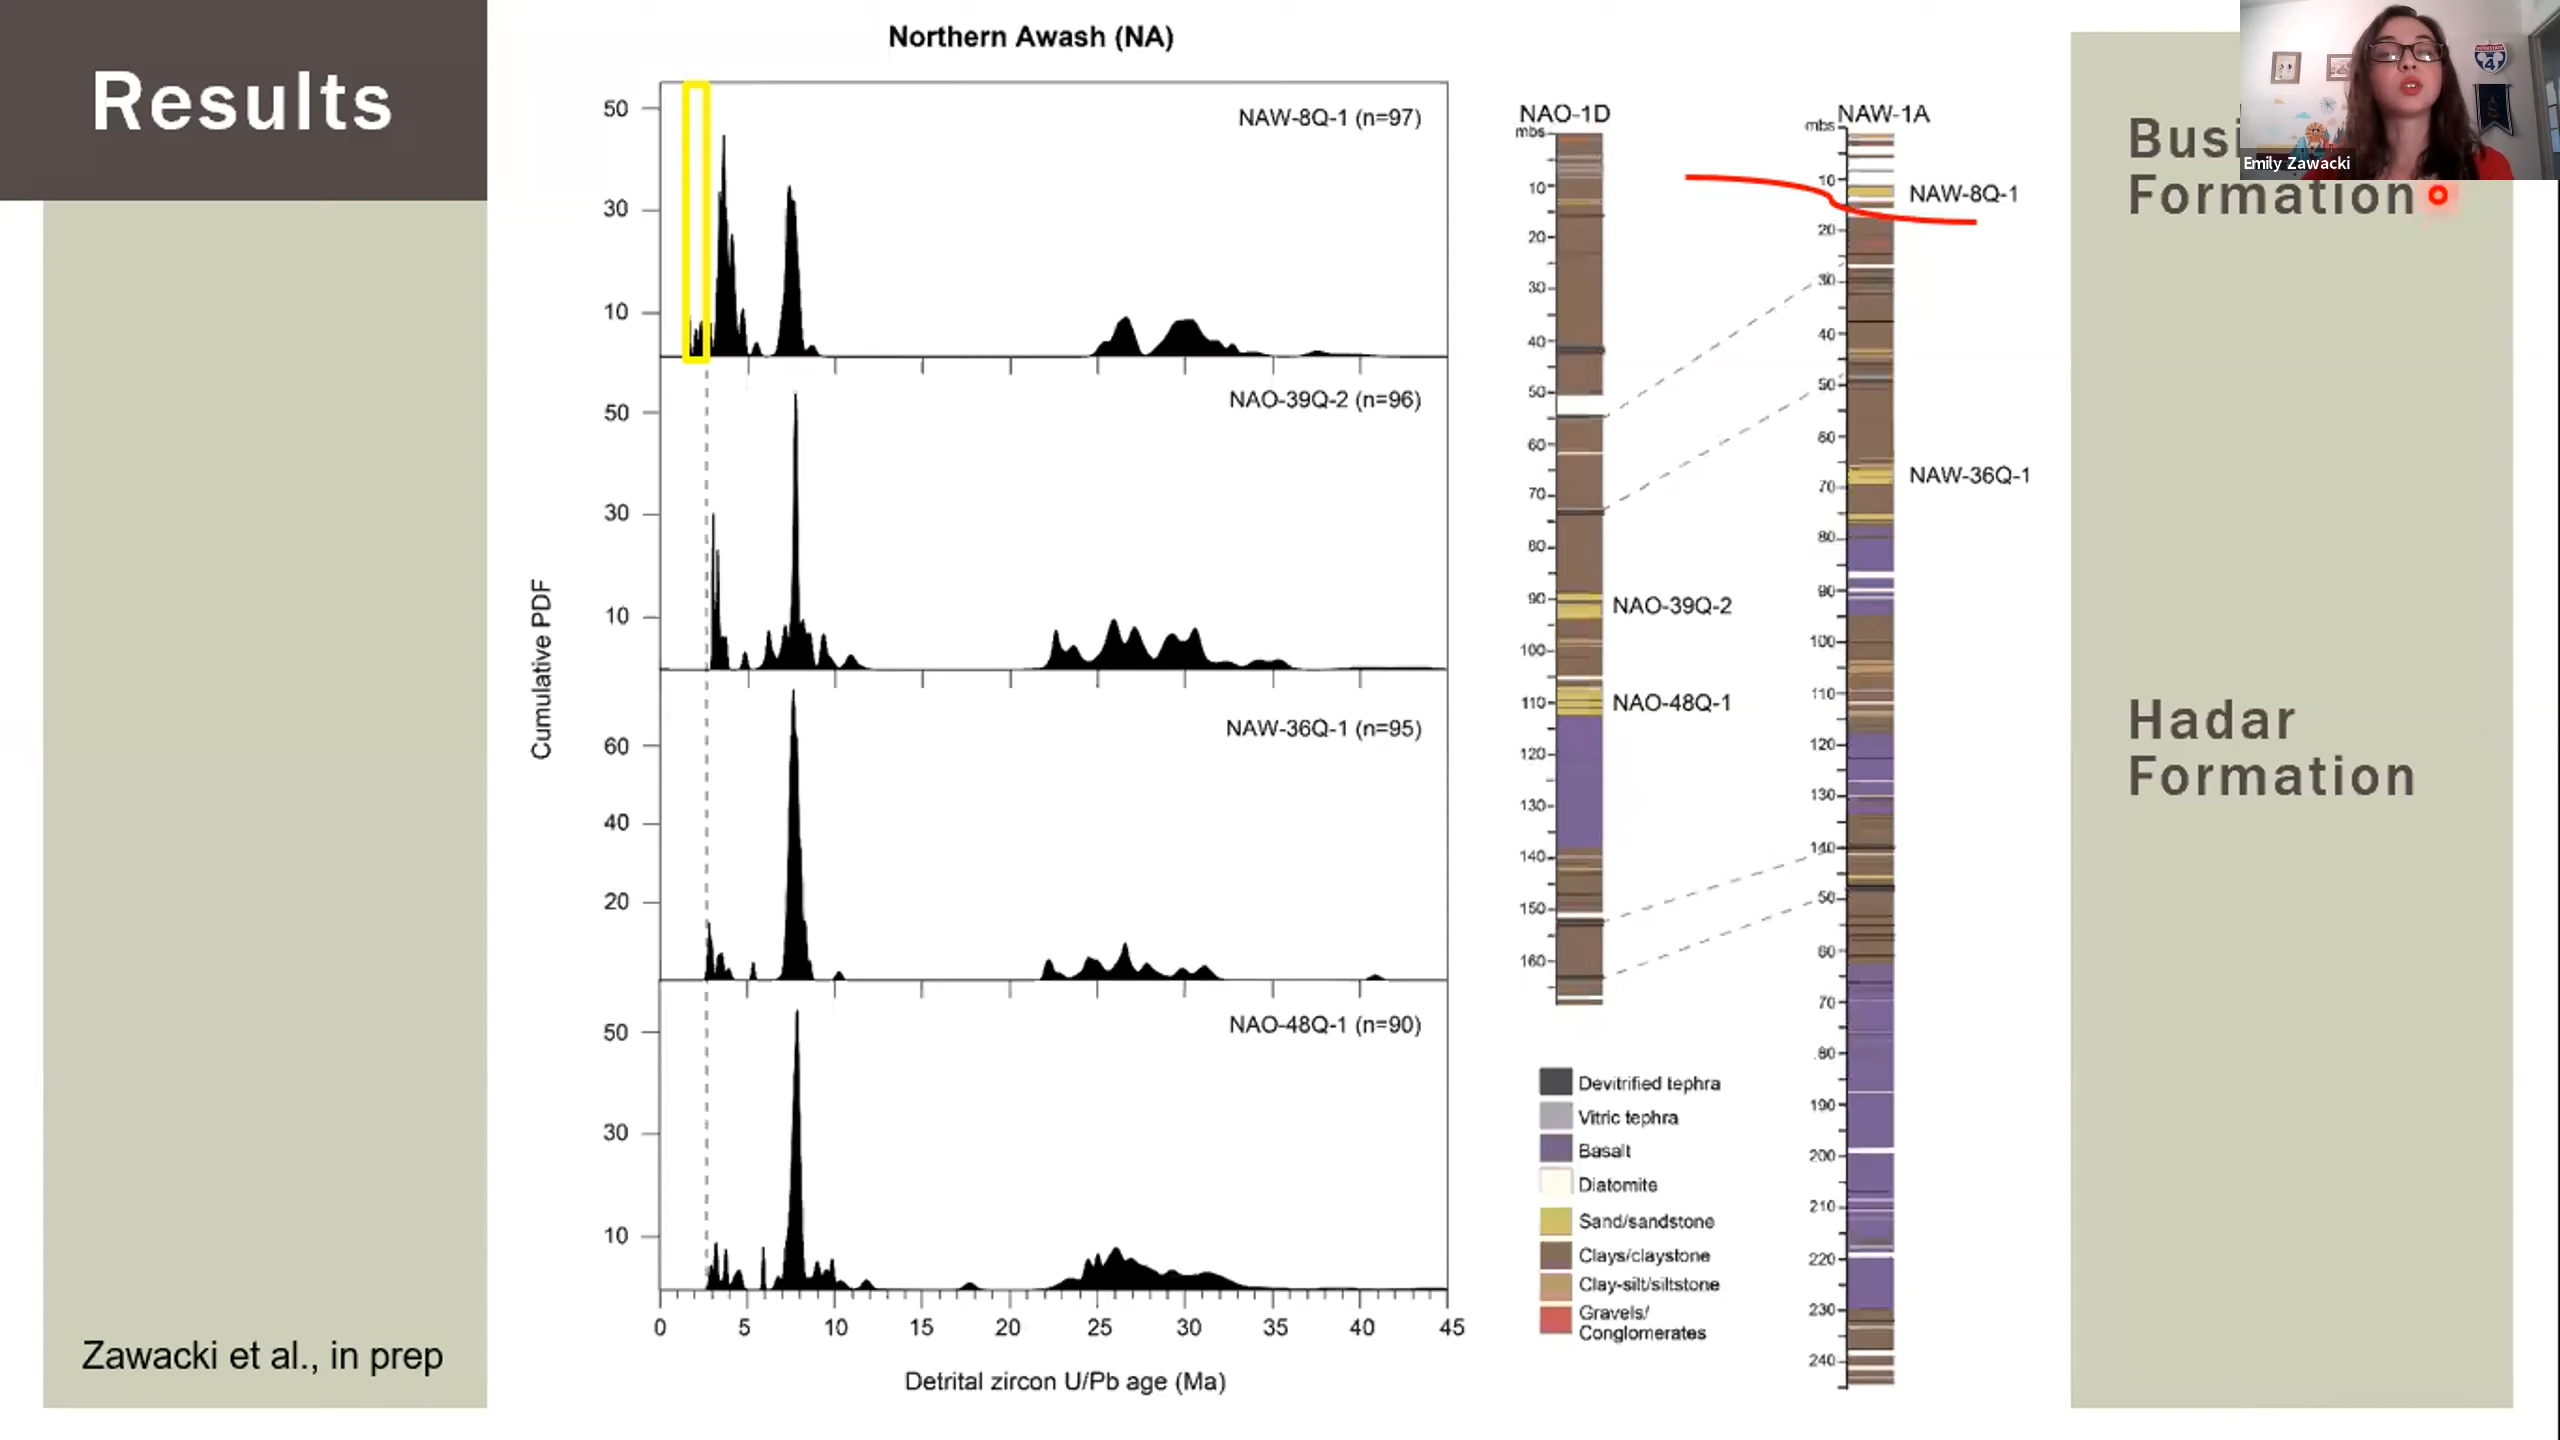 Results
Northern Awash (NA)
50
30
10
NAW-8Q-1 (n=97)
50
30
10
NAO-39Q-2 (n=96)
60
40
20
NAW-36Q-1 (n=95)
50
30
10
NAO-48Q-1 (n=90)
Cumulative PDF
0 5 10 15 20 25 30 35 40 45
Detrital zircon U/Pb age (Ma)
NAO-1D
mbs
10
20
30
40
50
60
70
80
90
100
110
120
130
140
150
160
NAO-39Q-2
NAO-48Q-1
NAW-1A
mbs
10
20
30
40
50
60
70
80
90
100
110
120
130
140
50
60
70
80
190
200
210
220
230
240
NAW-8Q-1
NAW-36Q-1
Devitrified tephra
Vitric tephra
Basalt
Diatomite
Sand/sandstone
Clays/claystone
Clay-silt/siltstone
Gravels/
Conglomerates
Busi
Formation
Hadar
Formation
Emily Zawacki
Zawacki et al., in prep